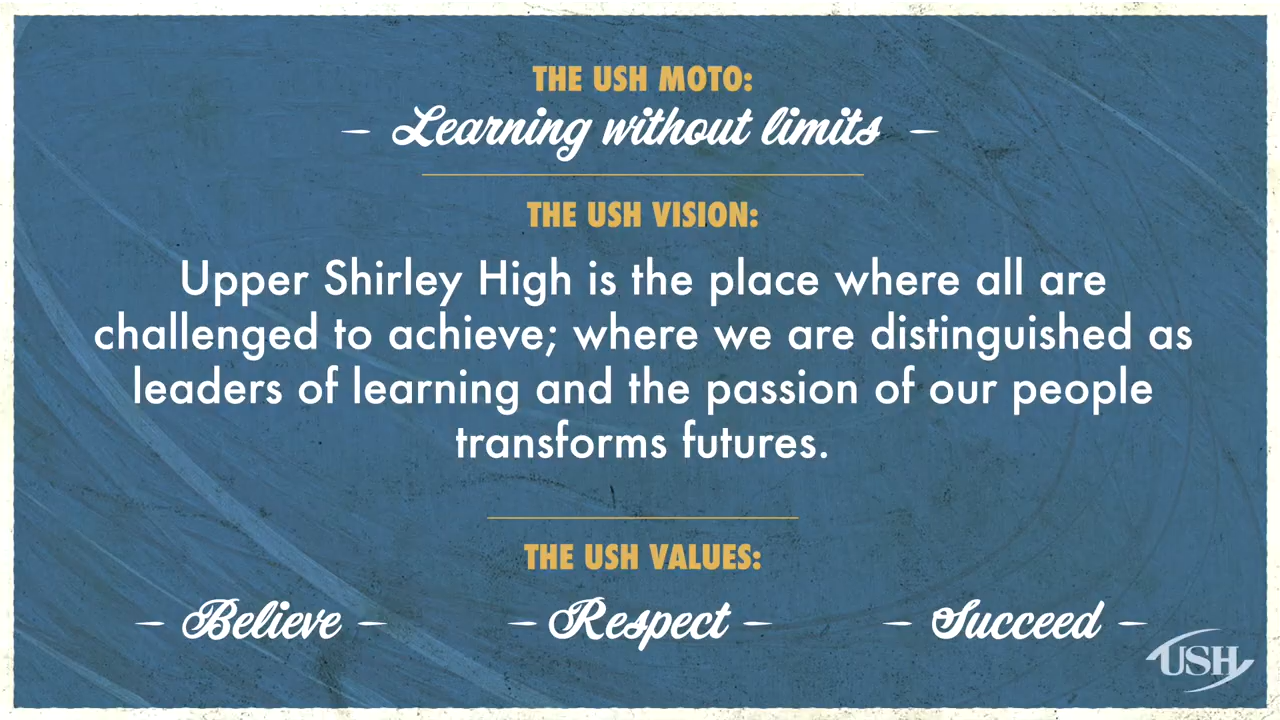 THE USH MOTO:
Learning without limits
THE USH VISION:
Upper Shirley High is the place where all are
challenged to achieve; where we are distinguished as
leaders of learning and the passion of our people
transforms futures.
THE USH VALUES:
Believe
Respect
Succeed
USH